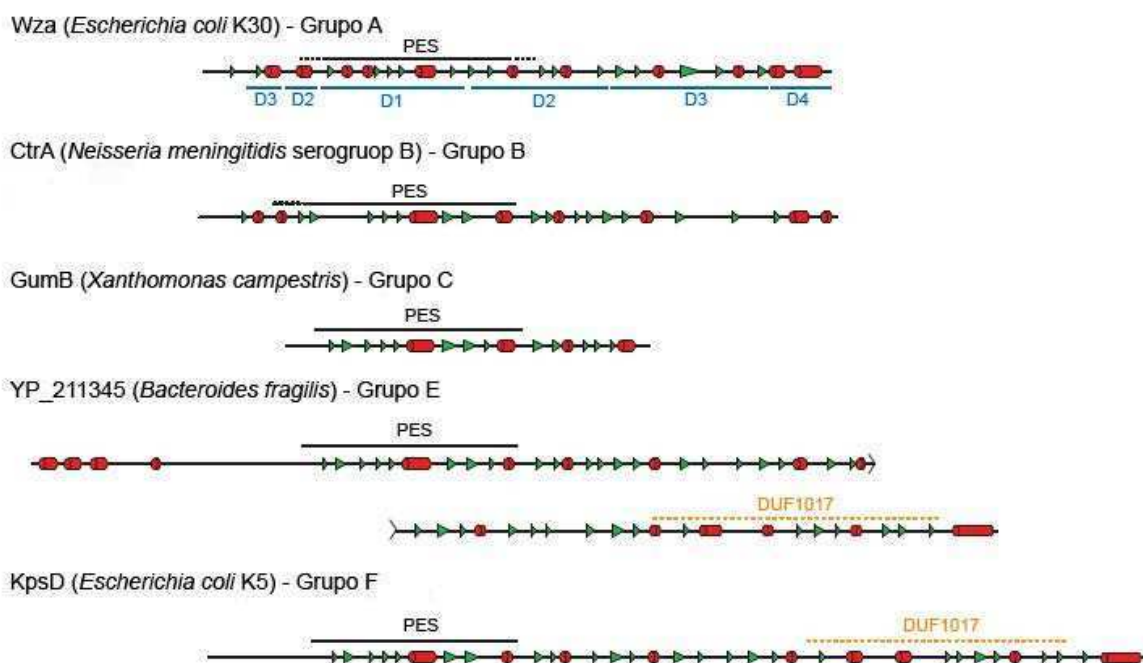 Wza (Escherichia coli K30) - Grupo A
PES
D3 D2 D1 D2 D3 D4
CtrA (Neisseria meningitidis serogruop B) - Grupo B
PES
GumB (Xanthomonas campestris) - Grupo C
PES
YP_211345 (Bacteroides fragilis) - Grupo E
PES
DUF1017
KpsD (Escherichia coli K5) - Grupo F
PES DUF1017